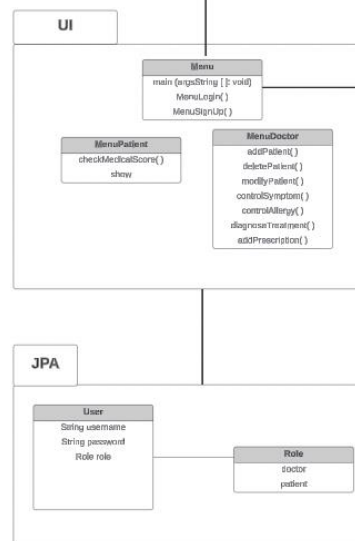 UI
Menu
main (argsString [ ]: void)
MenuLogin( )
MenuSignUp( )
MenuPatient
checkMedicalScore( )
show
MenuDoctor
addPatient( )
deletePatient( )
modifyPatient( )
controlSymptom( )
controlAllergy( )
diagnoseTreatment( )
addPrescription( )
JPA
User
String username
String password
Role role
Role
doctor
patient